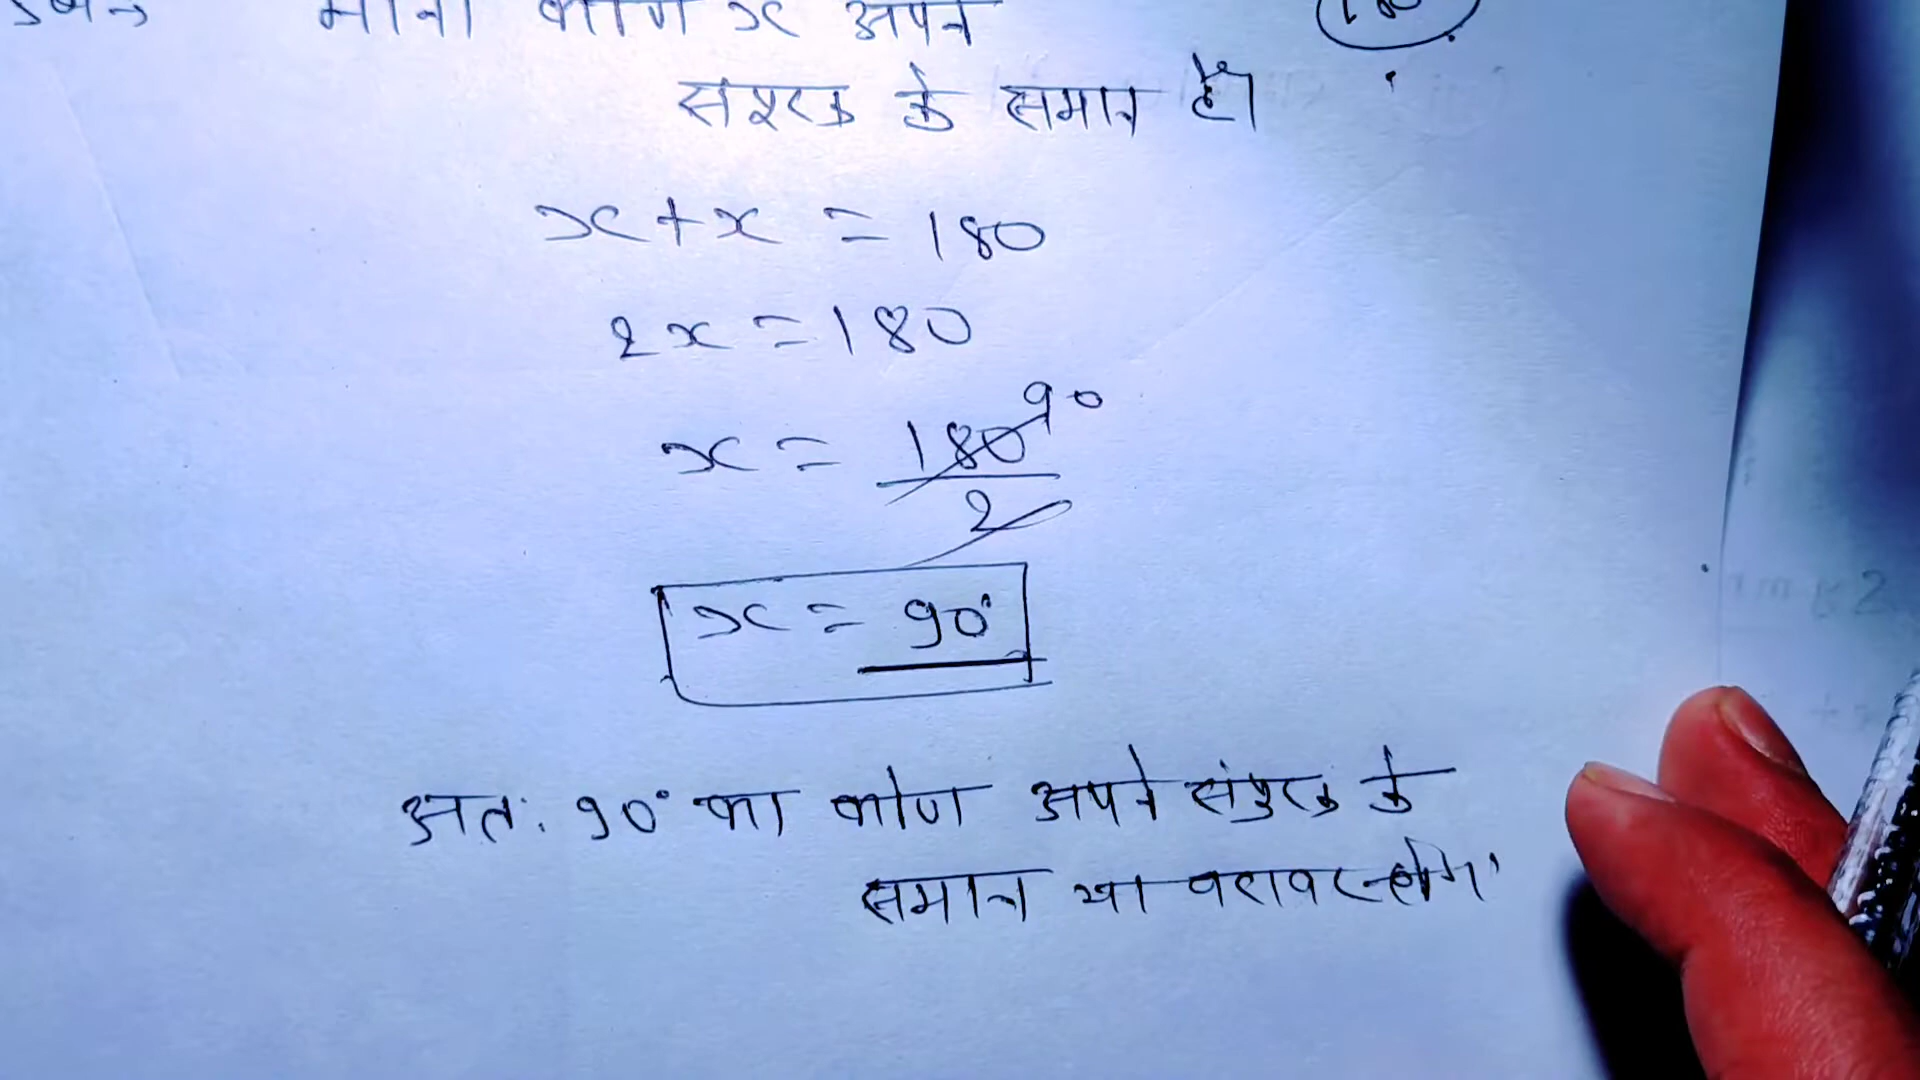 माना कोण x अपने
संपूरक के समान है।
x + x = 180
2x = 180
x = 180/2 90
x = 90°
अतः 90° का कोण अपने संपुरक के
समान या बराबर होगा